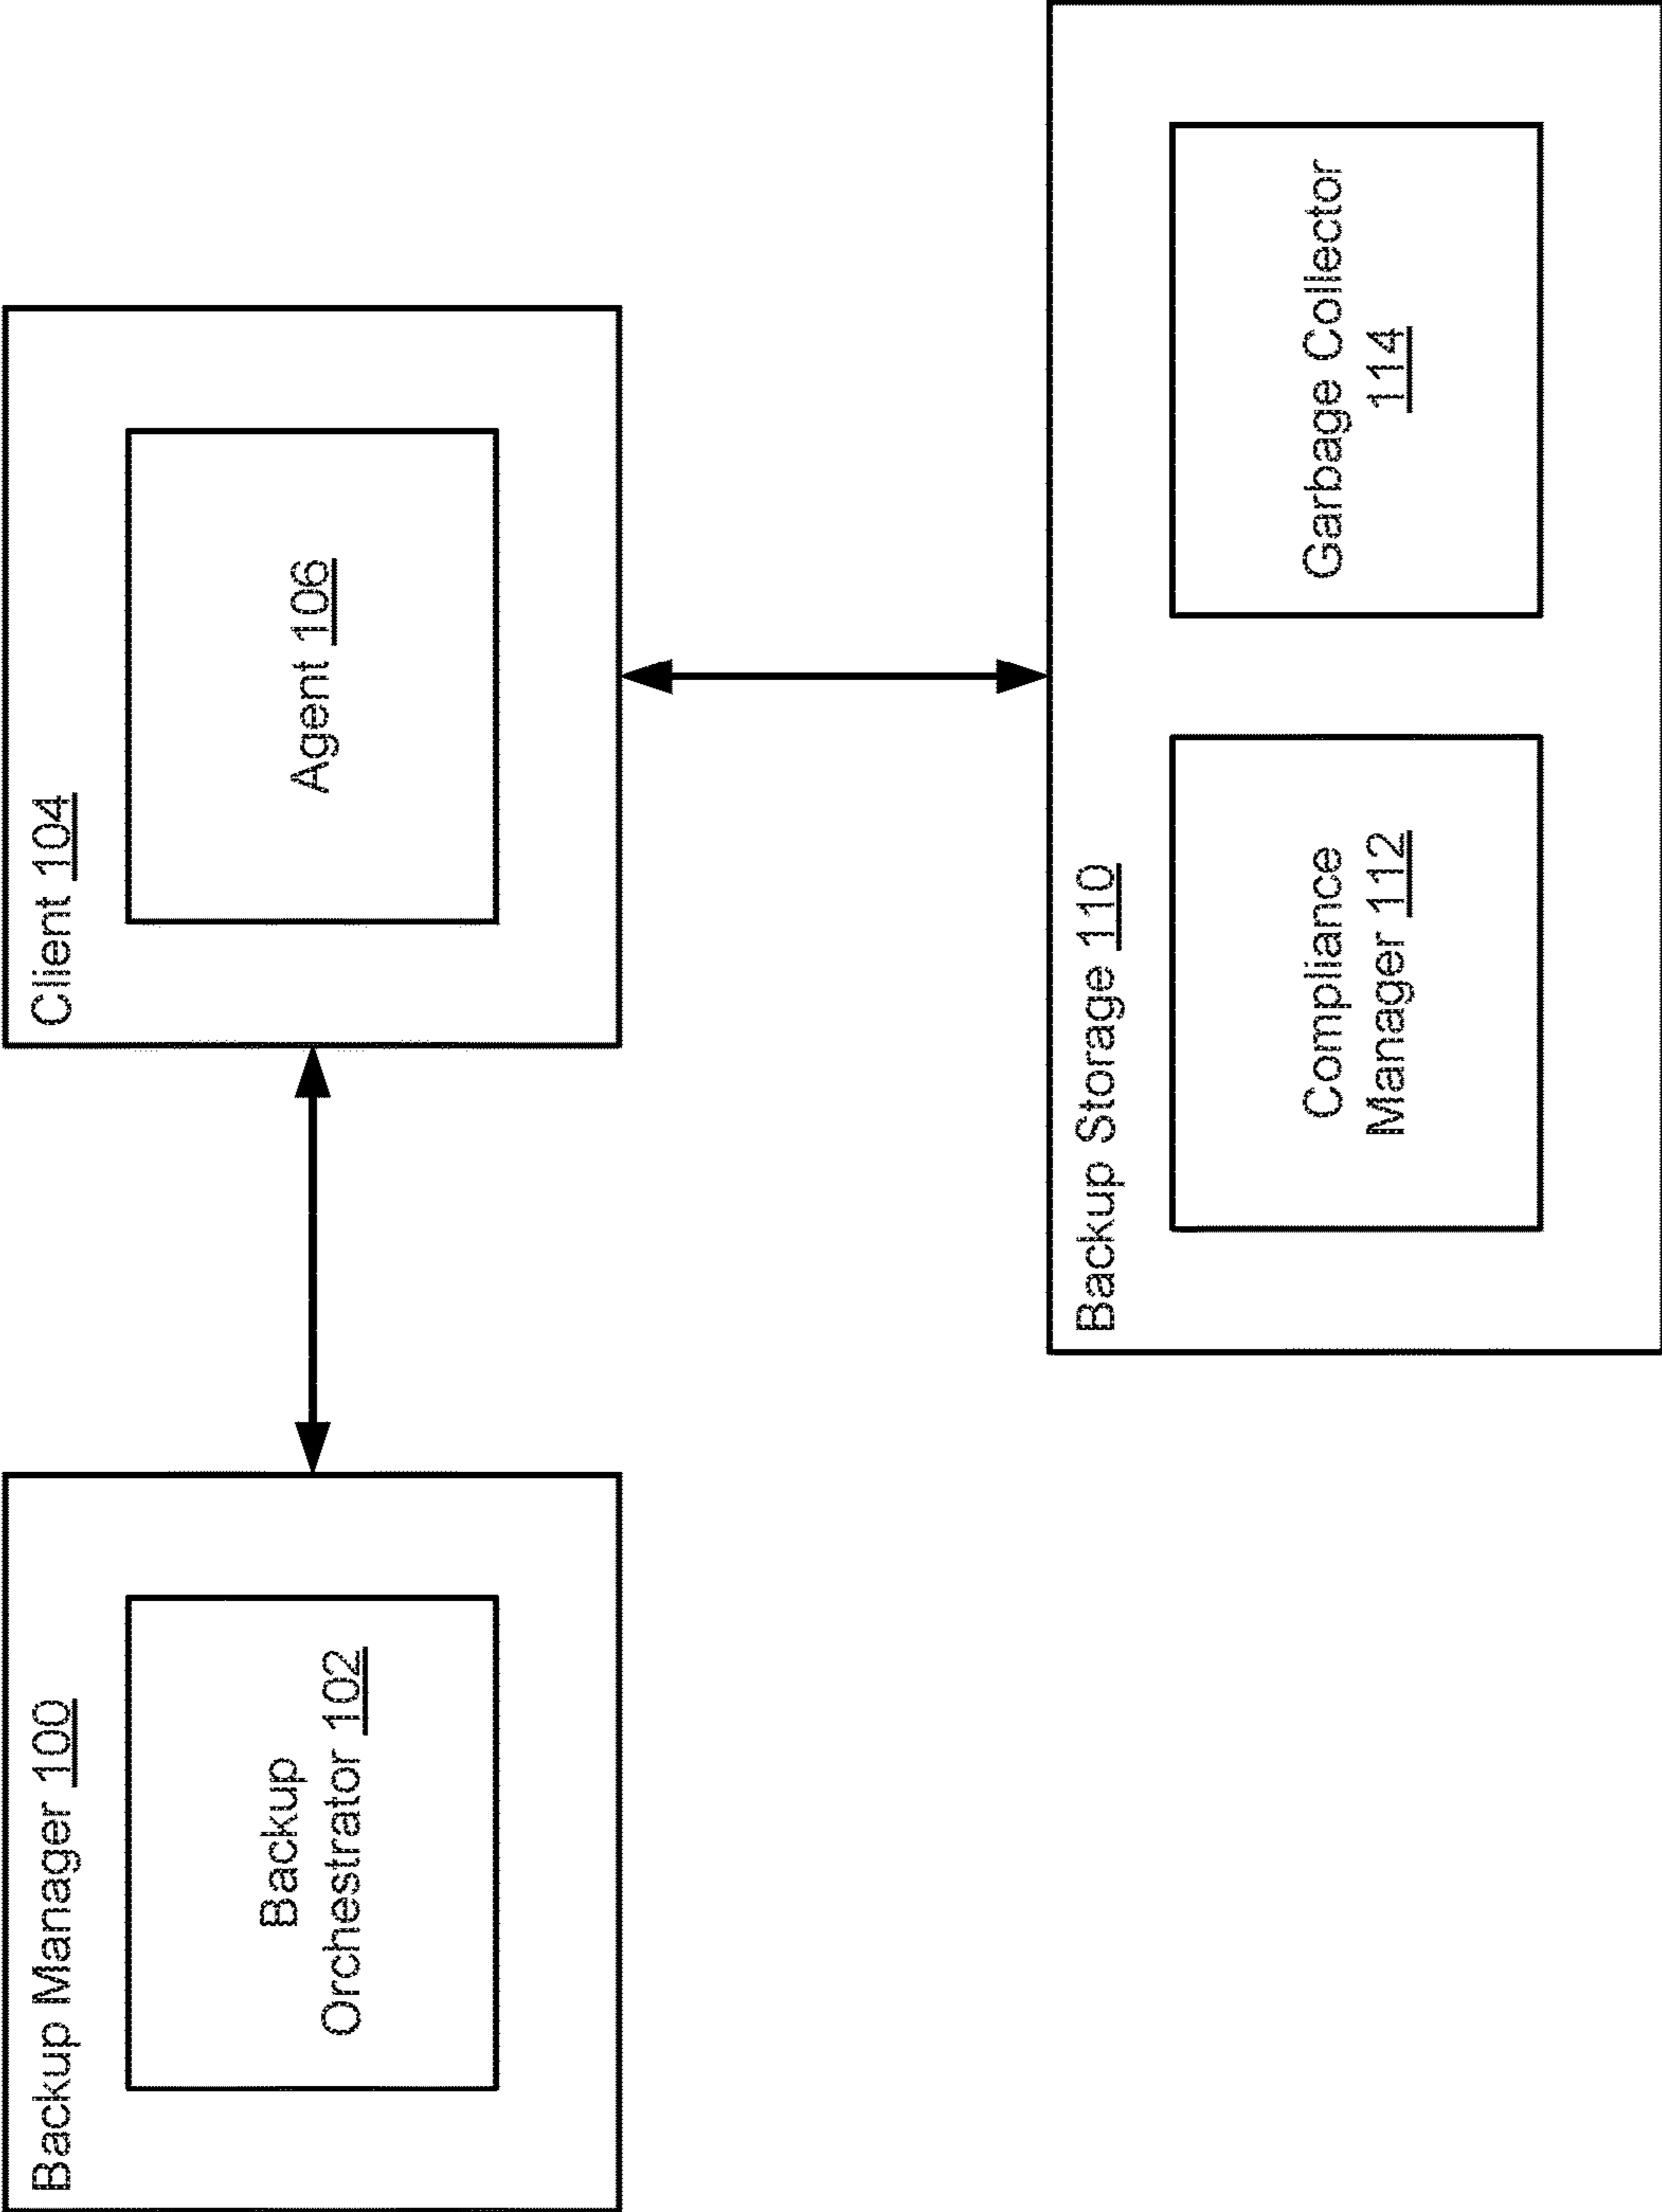 Backup Manager 100
Backup
Orchestrator 102
Client 104
Agent 106
Backup Storage 110
Compliance
Manager 112
Garbage Collector
114